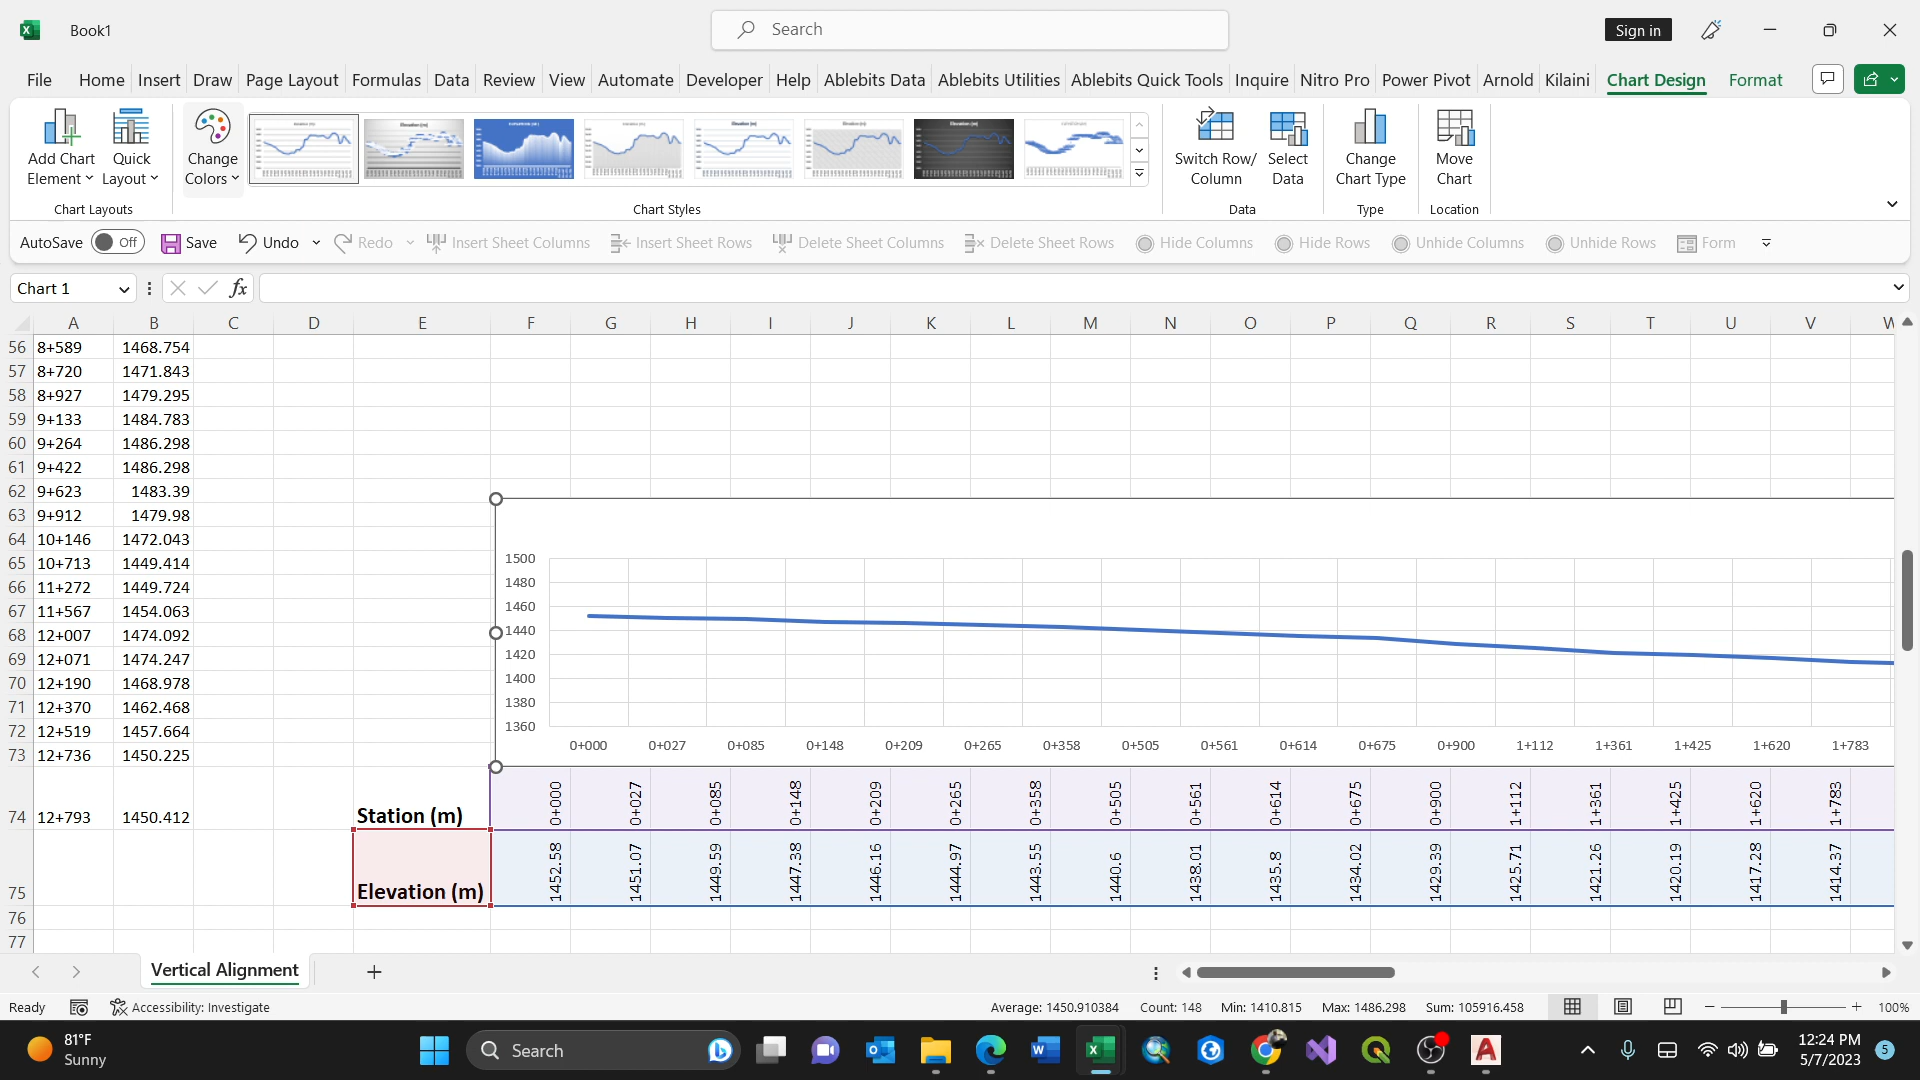 Book1
Search
Sign in
File Home Insert Draw Page Layout Formulas Data Review View Automate Developer Help Ablebits Data Ablebits Utilities Ablebits Quick Tools Inquire Nitro Pro Power Pivot Arnold Kilaini Chart Design Format
Add Chart Element
Quick Layout
Change Colors
Switch Row/ Column
Select Data
Change Chart Type
Move Chart
Chart Layouts Chart Styles Data Type Location
AutoSave Off Save Undo Redo Insert Sheet Columns Insert Sheet Rows Delete Sheet Columns Delete Sheet Rows Hide Columns Hide Rows Unhide Columns Unhide Rows Form
Chart 1 fx
A B C D E F G H I J K L M N O P Q R S T U V W
56 8+589 1468.754
57 8+720 1471.843
58 8+927 1479.295
59 9+133 1484.783
60 9+264 1486.298
61 9+422 1486.298
62 9+623 1483.39
63 9+912 1479.98
64 10+146 1472.043
65 10+713 1449.414
66 11+272 1449.724
67 11+567 1454.063
68 12+007 1474.092
69 12+071 1474.247
70 12+190 1468.978
71 12+370 1462.468
72 12+519 1457.664
73 12+736 1450.225
1500
1480
1460
1440
1420
1400
1380
1360
0+000 0+027 0+085 0+148 0+209 0+265 0+358 0+505 0+561 0+614 0+675 0+900 1+112 1+361 1+425 1+620 1+783
74 12+793 1450.412 Station (m) 0+000 0+027 0+085 0+148 0+209 0+265 0+358 0+505 0+561 0+614 0+675 0+900 1+112 1+361 1+425 1+620 1+783
75 Elevation (m) 1452.58 1451.07 1449.59 1447.38 1446.16 1444.97 1443.55 1440.6 1438.01 1435.8 1434.02 1429.39 1425.71 1421.26 1420.19 1417.28 1414.37
76
77
Vertical Alignment
Ready Accessibility: Investigate Average: 1450.910384 Count: 148 Min: 1410.815 Max: 1486.298 Sum: 105916.458 100%
81°F
Sunny
Search
12:24 PM
5/7/2023
5